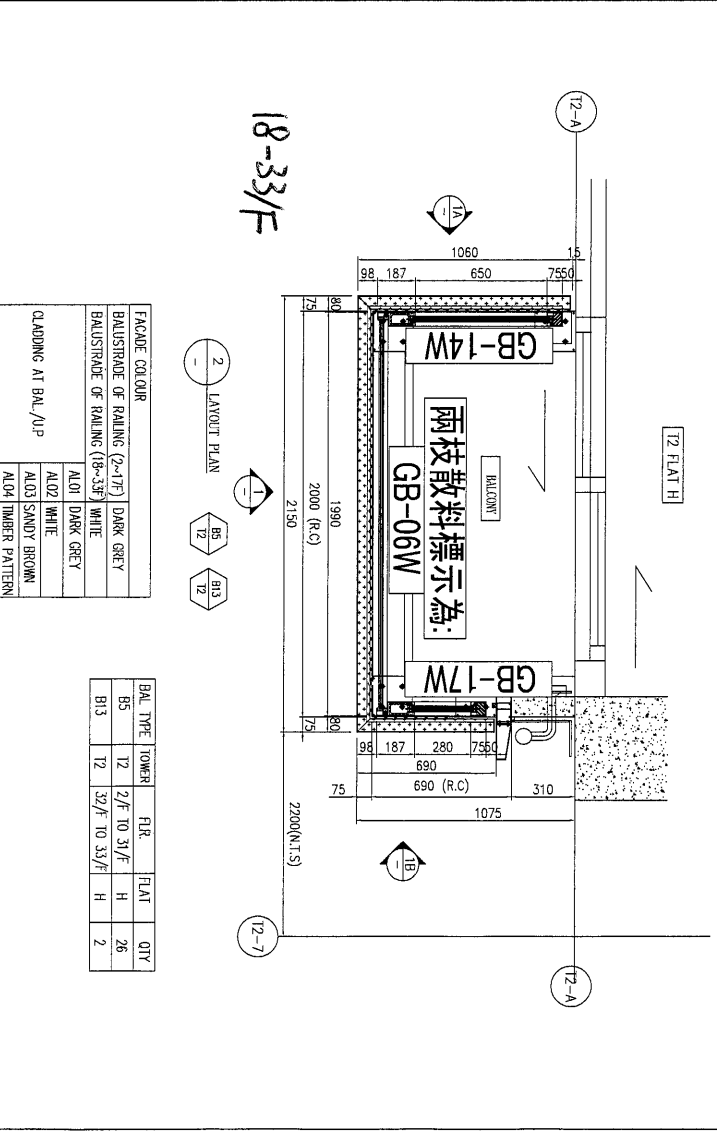 18-33/F
T2-A
1A
-
1060
15
98
187
650
75
50
75
80
GB-14W
T2 FLAT H
BALCONY
兩枝散料標示為:
GB-06W
1990
2000 (R.C)
2150
1
-
2
-
LAYOUT PLAN
B5
T2
B13
T2
GB-17W
75
80
98
187
280
75
50
690
75
690 (R.C)
310
1075
2200(N.T.S)
1B
-
T2-7
T2-A
FACADE COLOUR
BALUSTRADE OF RAILING (2~17F) DARK GREY
BALUSTRADE OF RAILING (18~33F) WHITE
CLADDING AT BAL./U.P
AL01 DARK GREY
AL02 WHITE
AL03 SANDY BROWN
AL04 TIMBER PATTERN
BAL TYPE TOWER FLR. FLAT QTY
B5 T2 2/F TO 31/F H 26
B13 T2 32/F TO 33/F H 2